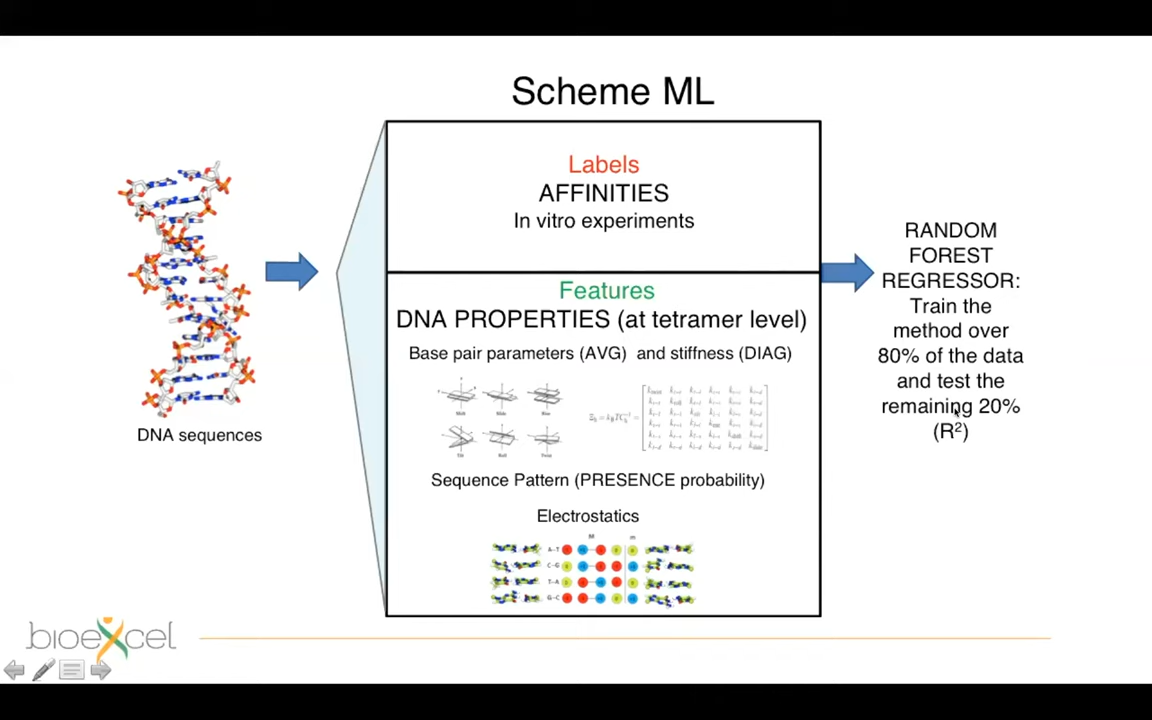 Scheme ML
Labels
AFFINITIES
In vitro experiments
Features
DNA PROPERTIES (at tetramer level)
Base pair parameters (AVG) and stiffness (DIAG)
Sequence Pattern (PRESENCE probability)
Electrostatics
M m
A-T
C-G
T-A
G-C
DNA sequences
RANDOM
FOREST
REGRESSOR:
Train the
method over
80% of the data
and test the
remaining 20%
(R²)
bioexcel